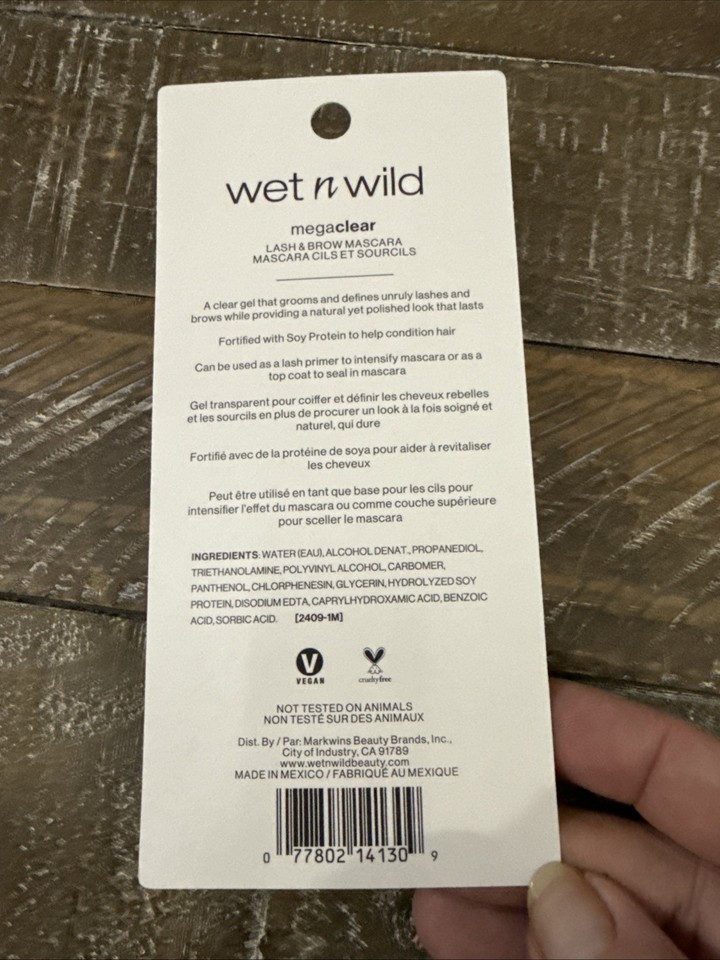 wet n wild
megaclear
LASH & BROW MASCARA
MASCARA CILS ET SOURCILS
A clear gel that grooms and defines unruly lashes and
brows while providing a natural yet polished look that lasts
Fortified with Soy Protein to help condition hair
Can be used as a lash primer to intensify mascara or as a
top coat to seal in mascara
Gel transparent pour coiffer et définir les cheveux rebelles
et les sourcils en plus de procurer un look à la fois soigné et
naturel, qui dure
Fortifié avec de la protéine de soya pour aider à revitaliser
les cheveux
Peut être utilisé en tant que base pour les cils pour
intensifier l'effet du mascara ou comme couche supérieure
pour sceller le mascara
INGREDIENTS: WATER (EAU), ALCOHOL DENAT., PROPANEDIOL,
TRIETHANOLAMINE, POLYVINYL ALCOHOL, CARBOMER,
PANTHENOL, CHLORPHENESIN, GLYCERIN, HYDROLYZED SOY
PROTEIN, DISODIUM EDTA, CAPRYLHYDROXAMIC ACID, BENZOIC
ACID, SORBIC ACID. [2409-1M]
V
VEGAN
crueltyfree
NOT TESTED ON ANIMALS
NON TESTÉ SUR DES ANIMAUX
Dist. By / Par: Markwins Beauty Brands, Inc.,
City of Industry, CA 91789
www.wetnwildbeauty.com
MADE IN MEXICO / FABRIQUÉ AU MEXIQUE
0 77802 14130 9